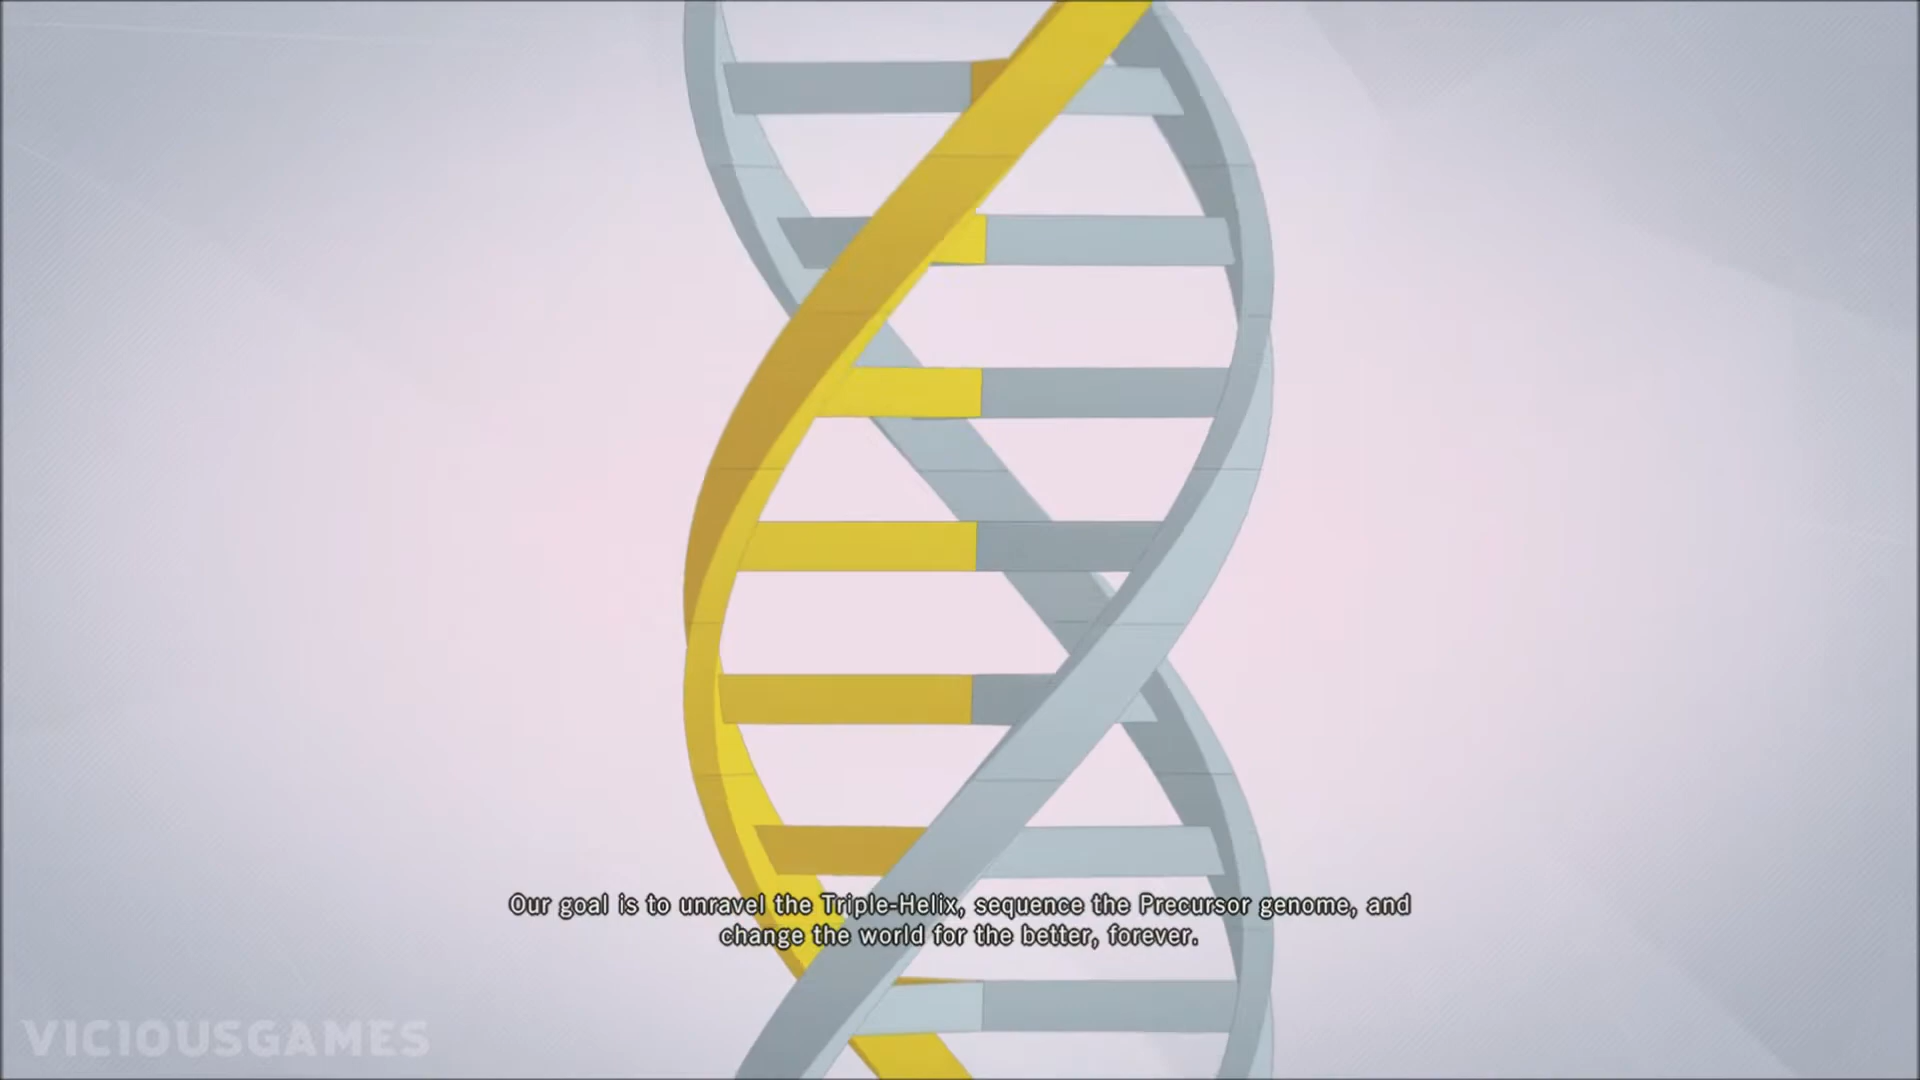 Our goal is to unravel the Triple-Helix, sequence the Precursor genome, and
change the world for the better, forever.
VICIOUSGAMES